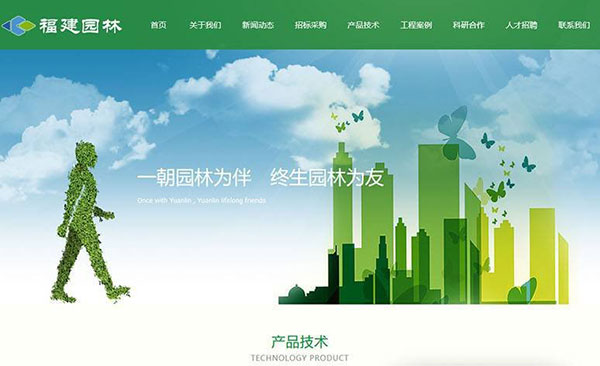 福建园林
首页 关于我们 新闻动态 招标采购 产品技术 工程案例 科研合作 人才招聘 联系我们
一朝园林为伴 终生园林为友
Once with Yuanlin , Yuanlin lifelong friends
产品技术
TECHNOLOGY PRODUCT